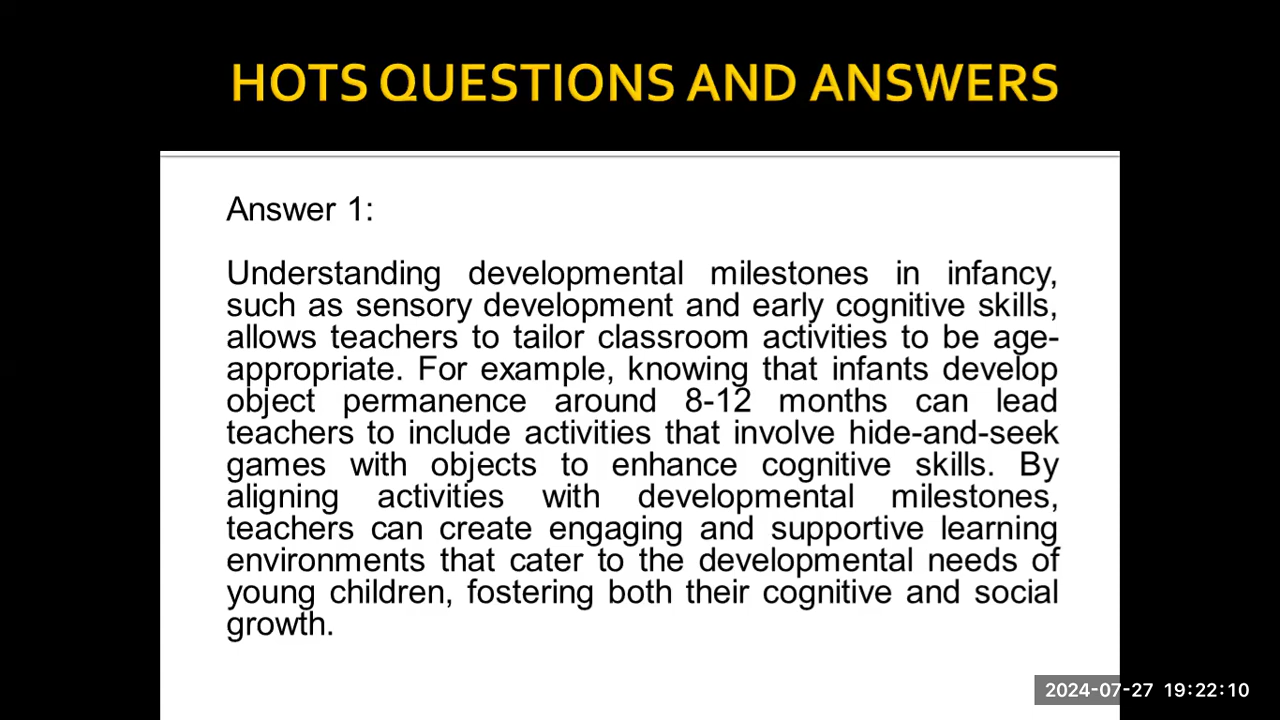 HOTS QUESTIONS AND ANSWERS
Answer 1:
Understanding developmental milestones in infancy,
such as sensory development and early cognitive skills,
allows teachers to tailor classroom activities to be age-
appropriate. For example, knowing that infants develop
object permanence around 8-12 months can lead
teachers to include activities that involve hide-and-seek
games with objects to enhance cognitive skills. By
aligning activities with developmental milestones,
teachers can create engaging and supportive learning
environments that cater to the developmental needs of
young children, fostering both their cognitive and social
growth.
2024-07-27 19:22:10